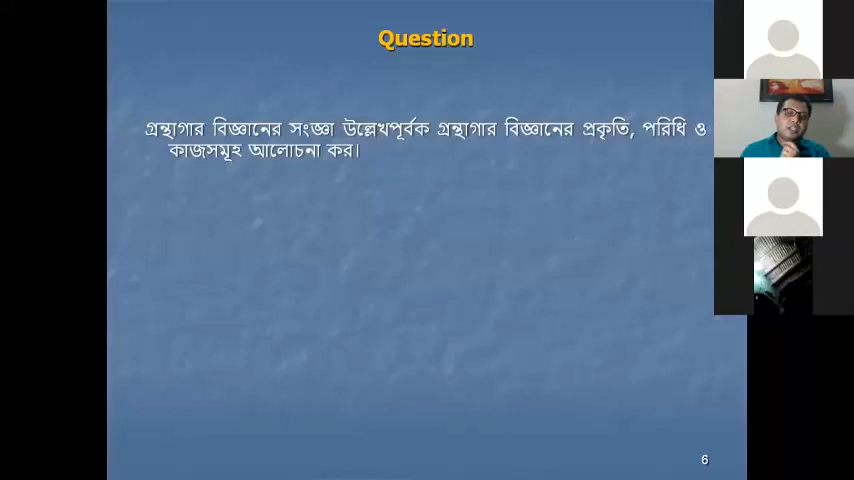 Question
গ্রন্থাগার বিজ্ঞানের সংজ্ঞা উল্লেখপূর্বক গ্রন্থাগার বিজ্ঞানের প্রকৃতি, পরিধি ও
কাজসমূহ আলোচনা কর।
6